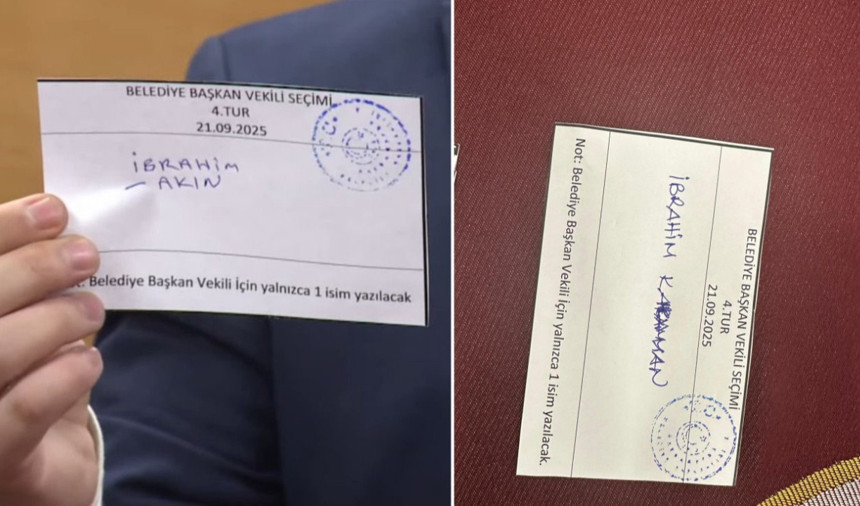 BELEDİYE BAŞKAN VEKİLİ SEÇİMİ
4.TUR
21.09.2025
İBRAHİM
– AKIN
: Belediye Başkan Vekili İçin yalnızca 1 isim yazılacak
BELEDİYE BAŞKAN VEKİLİ SEÇİMİ
4.TUR
21.09.2025
İBRAHİM KARAMAN
Not: Belediye Başkan Vekili İçin yalnızca 1 isim yazılacak.